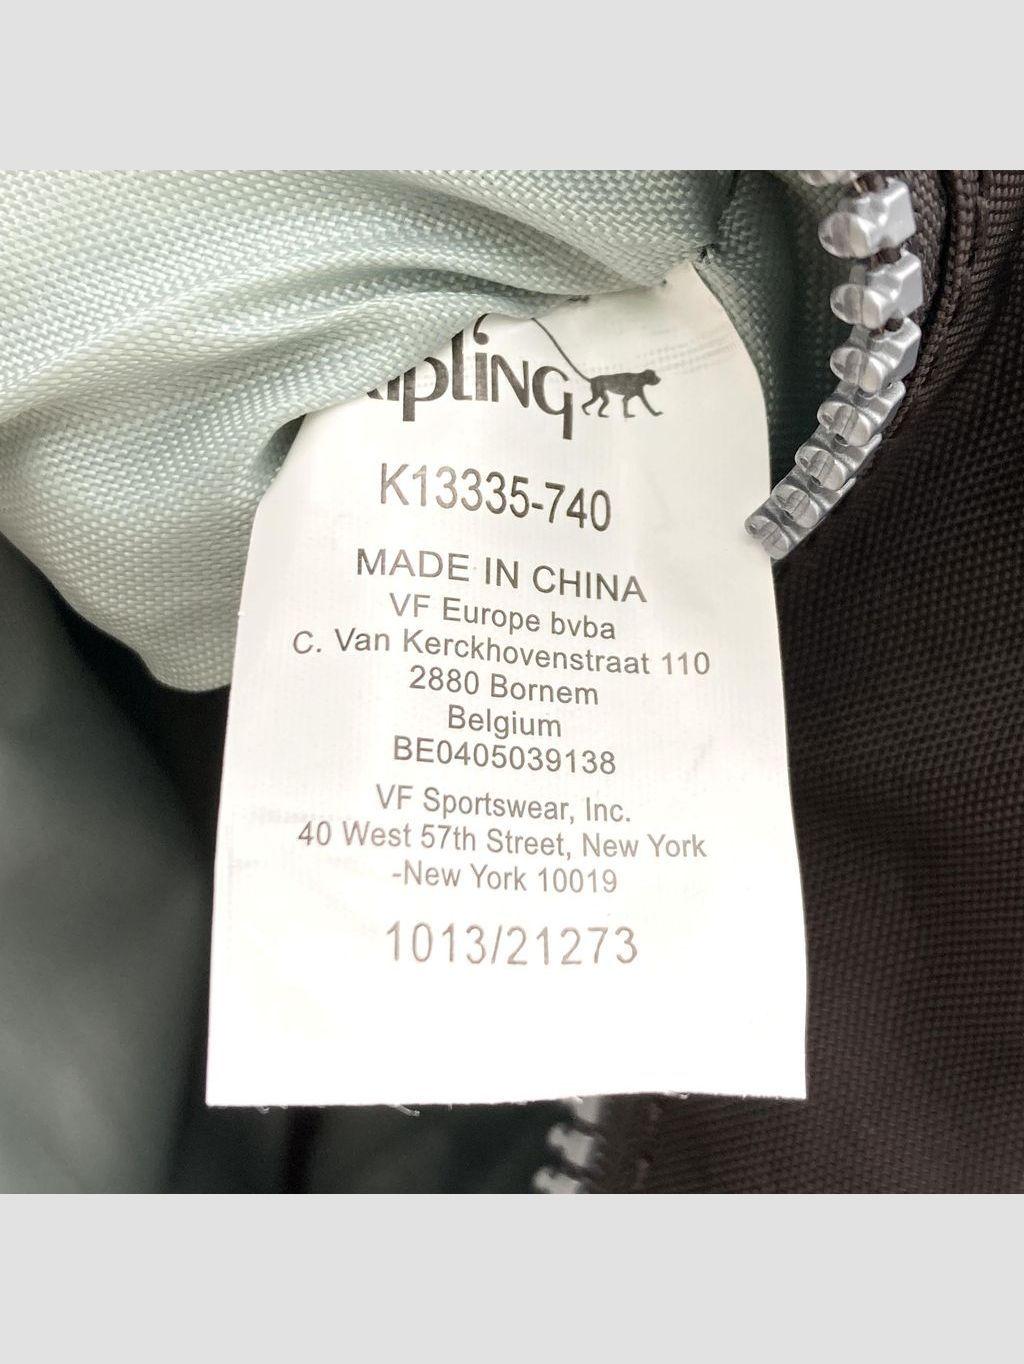 Kipling
K13335-740
MADE IN CHINA
VF Europe bvba
C. Van Kerckhovenstraat 110
2880 Bornem
Belgium
BE0405039138
VF Sportswear, Inc.
40 West 57th Street, New York
-New York 10019
1013/21273